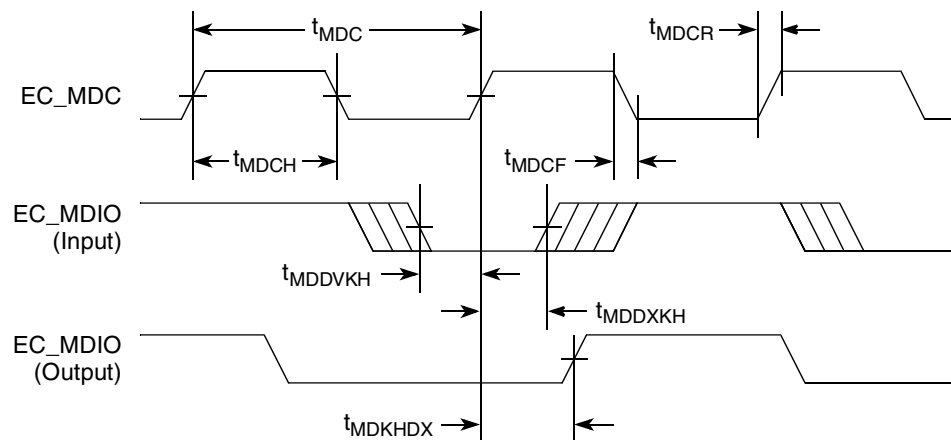 tMDC
tMDCR
EC_MDC
tMDCH
tMDCF
EC_MDIO
(Input)
tMDDVKH
tMDDXKH
EC_MDIO
(Output)
tMDKHDX